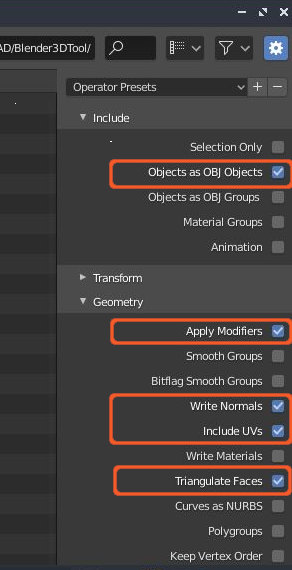 AD/Blender3DTool/
Operator Presets
Include
Selection Only
Objects as OBJ Objects
Objects as OBJ Groups
Material Groups
Animation
Transform
Geometry
Apply Modifiers
Smooth Groups
Bitflag Smooth Groups
Write Normals
Include UVs
Write Materials
Triangulate Faces
Curves as NURBS
Polygroups
Keep Vertex Order